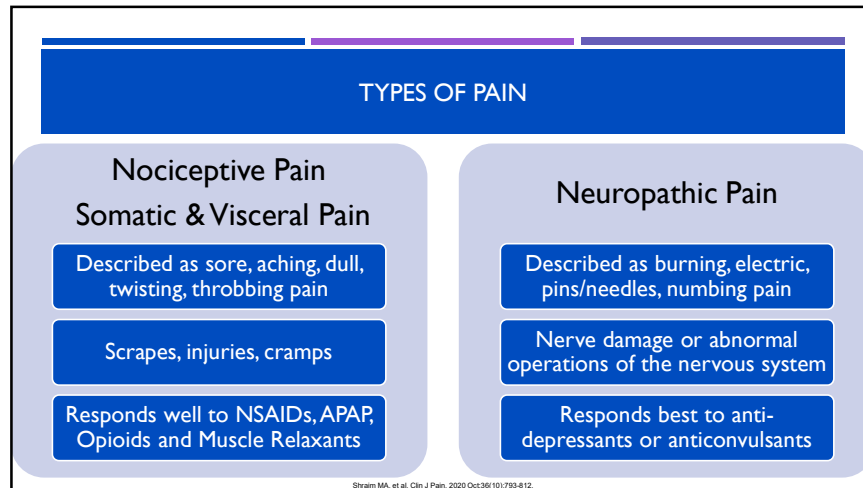 TYPES OF PAIN
Nociceptive Pain
Somatic & Visceral Pain
Described as sore, aching, dull,
twisting, throbbing pain
Scrapes, injuries, cramps
Responds well to NSAIDs, APAP,
Opioids and Muscle Relaxants
Neuropathic Pain
Described as burning, electric,
pins/needles, numbing pain
Nerve damage or abnormal
operations of the nervous system
Responds best to anti-
depressants or anticonvulsants
Shraim MA, et al. Clin J Pain. 2020 Oct;36(10):793-812.